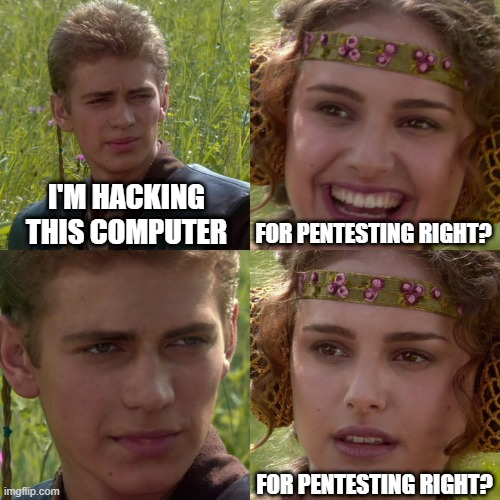 I'M HACKING
THIS COMPUTER
FOR PENTESTING RIGHT?
FOR PENTESTING RIGHT?
imgflip.com